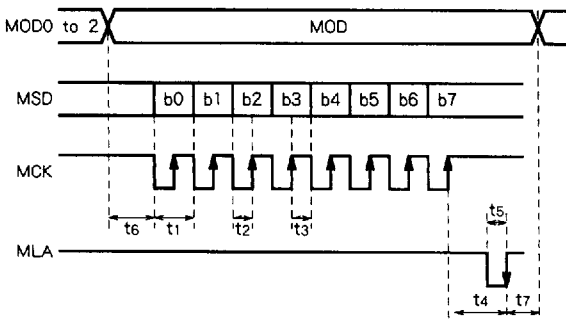 MOD0 to 2 MOD
MSD b0 b1 b2 b3 b4 b5 b6 b7
MCK
t6 t1 t2 t3
t5
MLA
t4 t7